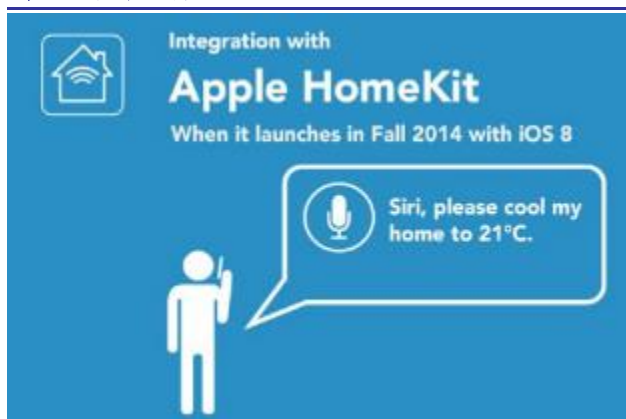 Integration with
Apple HomeKit
When it launches in Fall 2014 with iOS 8
Siri, please cool my
home to 21°C.